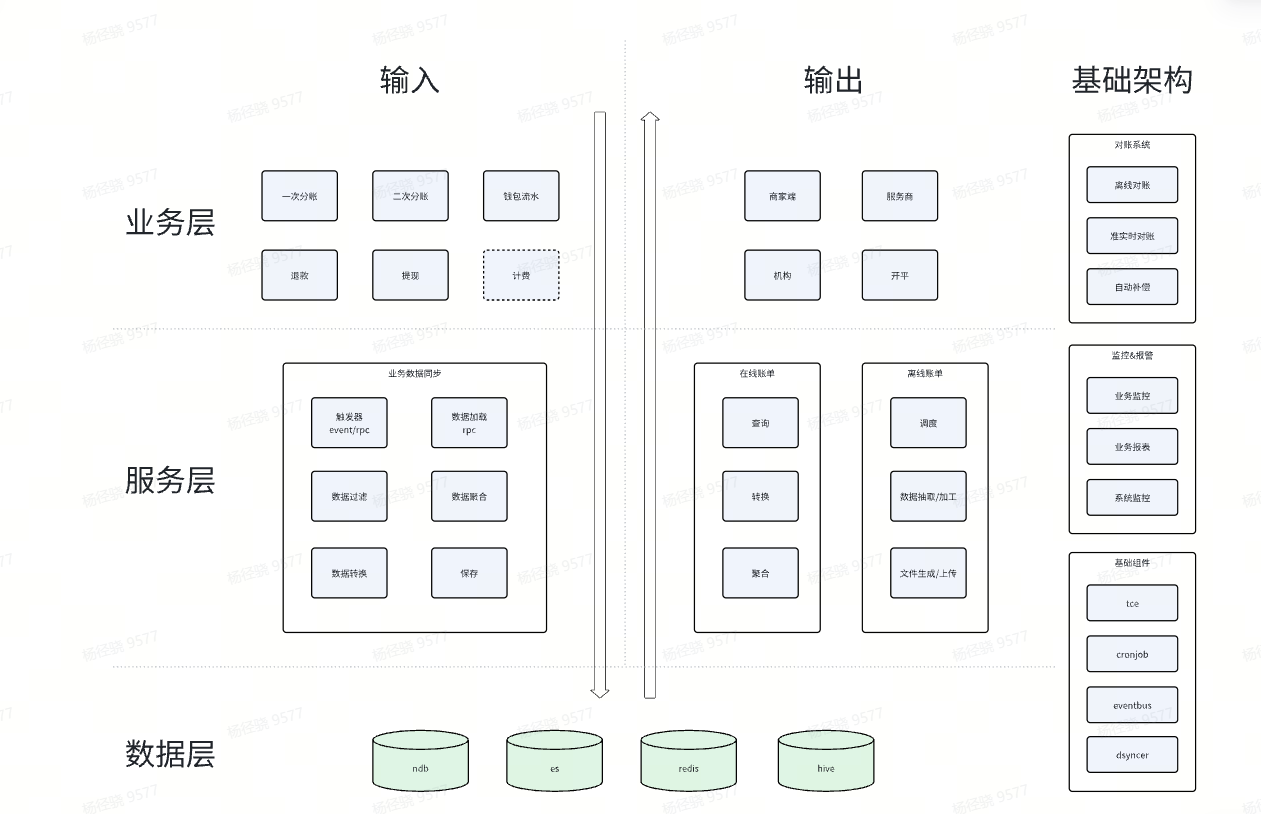 输入
输出
基础架构
业务层
一次分账
二次分账
钱包流水
退款
提现
计费
商家端
服务商
机构
开平
对账系统
离线对账
准实时对账
自动补偿
服务层
业务数据同步
触发器
event/rpc
数据加载
rpc
数据过滤
数据聚合
数据转换
保存
在线账单
查询
转换
聚合
离线账单
调度
数据抽取/加工
文件生成/上传
监控&报警
业务监控
业务报表
系统监控
基础组件
tce
cronjob
eventbus
dsyncer
数据层
ndb
es
redis
hive
杨径骁 9577